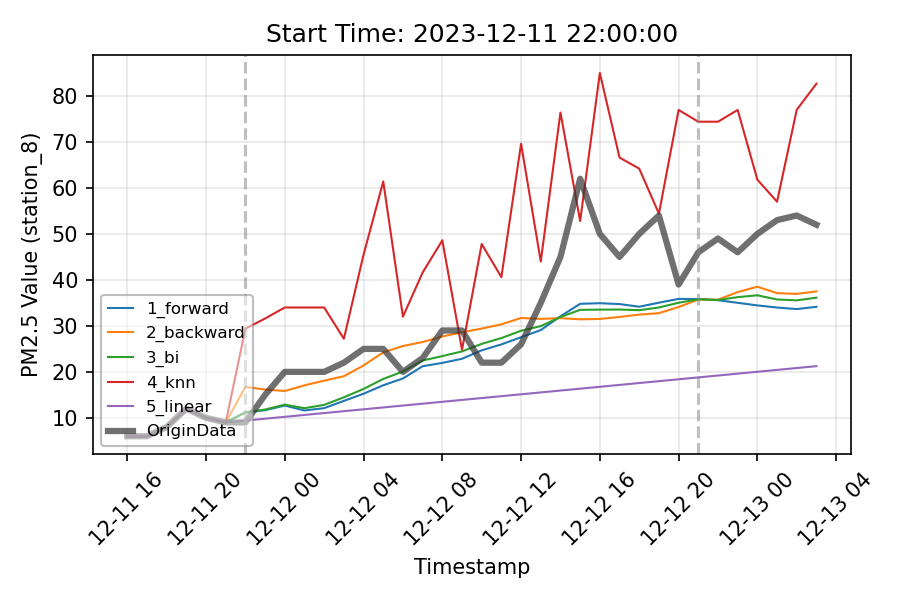 Start Time: 2023-12-11 22:00:00
PM2.5 Value (station_8)
80
70
60
50
40
30
20
10
1_forward
2_backward
3_bi
4_knn
5_linear
OriginData
12-11 16
12-11 20
12-12 00
12-12 04
12-12 08
12-12 12
12-12 16
12-12 20
12-13 00
12-13 04
Timestamp